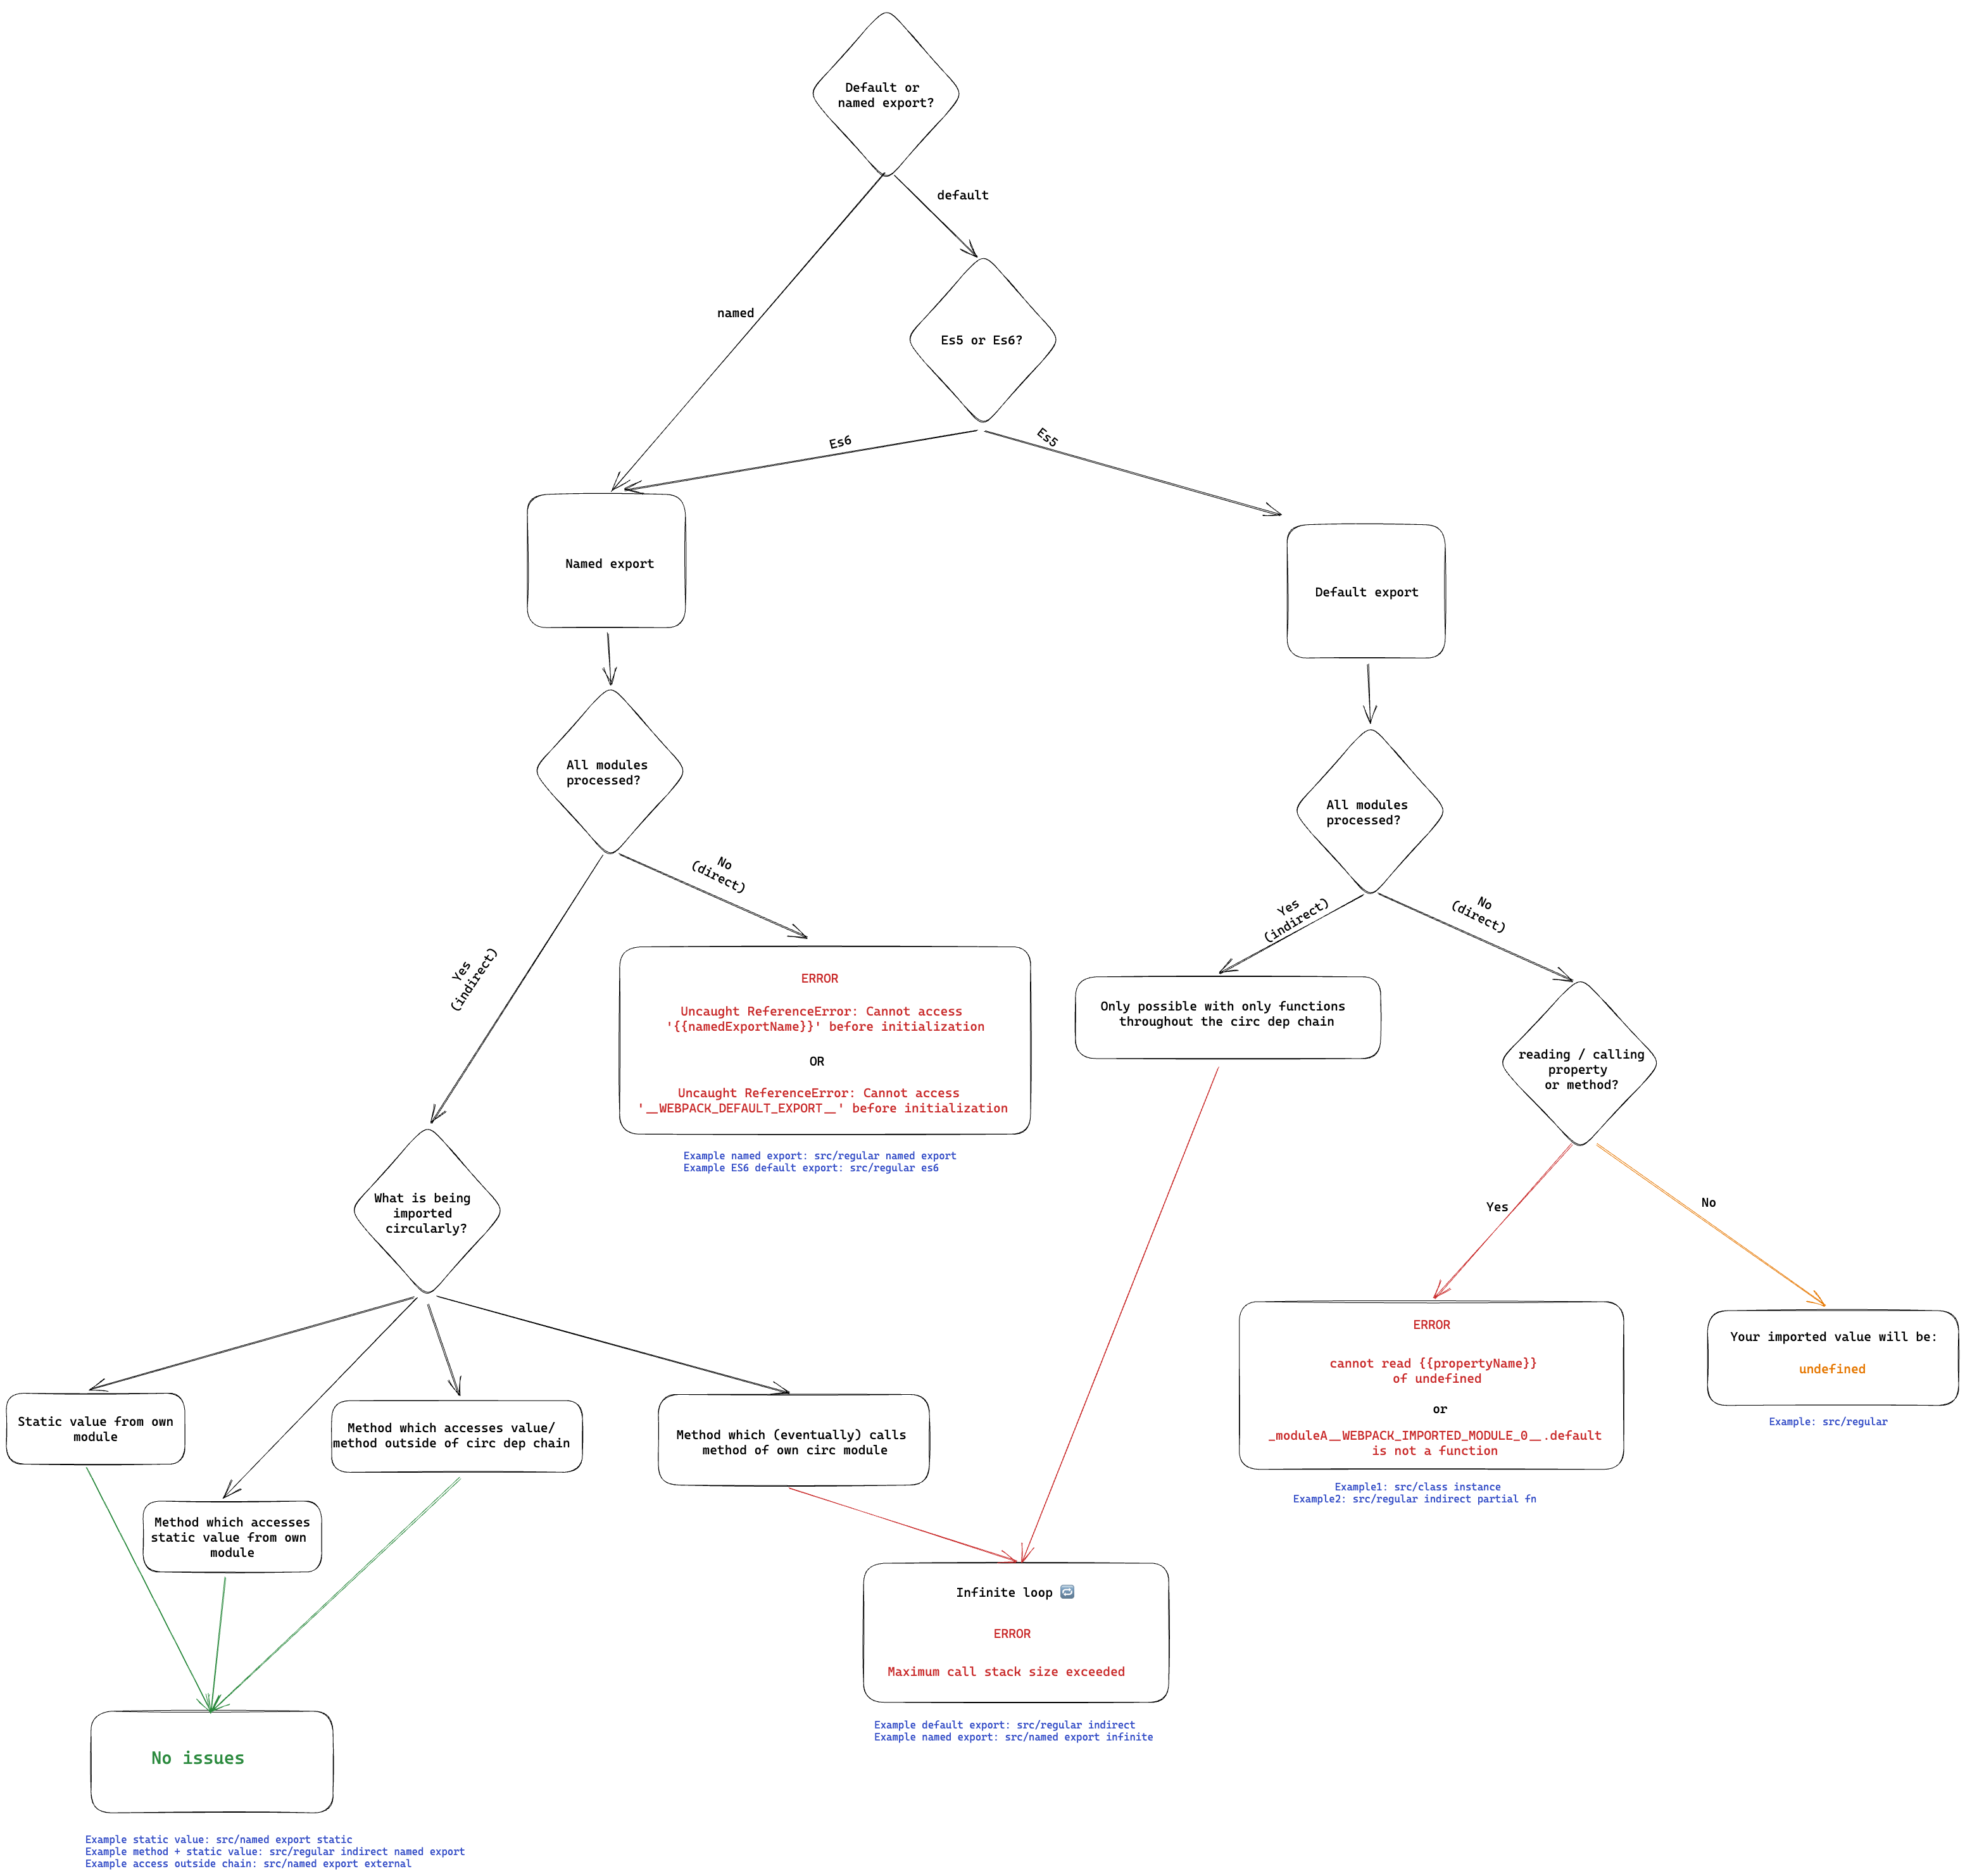 Default or
named export?
default
named
Es5 or Es6?
Es6
Es5
Named export
Default export
All modules
processed?
All modules
processed?
No
(direct)
Yes
(indirect)
No
(direct)
Yes
(indirect)
ERROR
Uncaught ReferenceError: Cannot access
'{{namedExportName}}' before initialization
OR
Uncaught ReferenceError: Cannot access
'__WEBPACK_DEFAULT_EXPORT__' before initialization
Example named export: src/regular named export
Example ES6 default export: src/regular es6
Only possible with only functions
throughout the circ dep chain
reading / calling
property
or method?
What is being
imported
circularly?
Yes
No
ERROR
cannot read {{propertyName}}
of undefined
or
_moduleA__WEBPACK_IMPORTED_MODULE_0__.default
is not a function
Example1: src/class instance
Example2: src/regular indirect partial fn
Your imported value will be:
undefined
Example: src/regular
Static value from own
module
Method which accesses value/
method outside of circ dep chain
Method which (eventually) calls
method of own circ module
Method which accesses
static value from own
module
Infinite loop 🔁
ERROR
Maximum call stack size exceeded
Example default export: src/regular indirect
Example named export: src/named export infinite
No issues
Example static value: src/named export static
Example method + static value: src/regular indirect named export
Example access outside chain: src/named export external